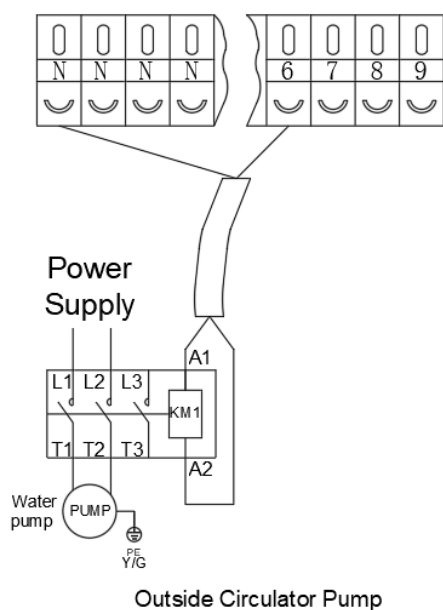 N N N N 6 7 8 9
Power
Supply
A1
L1 L2 L3
KM1
T1 T2 T3
A2
Water
pump
PUMP
PE
Y/G
Outside Circulator Pump